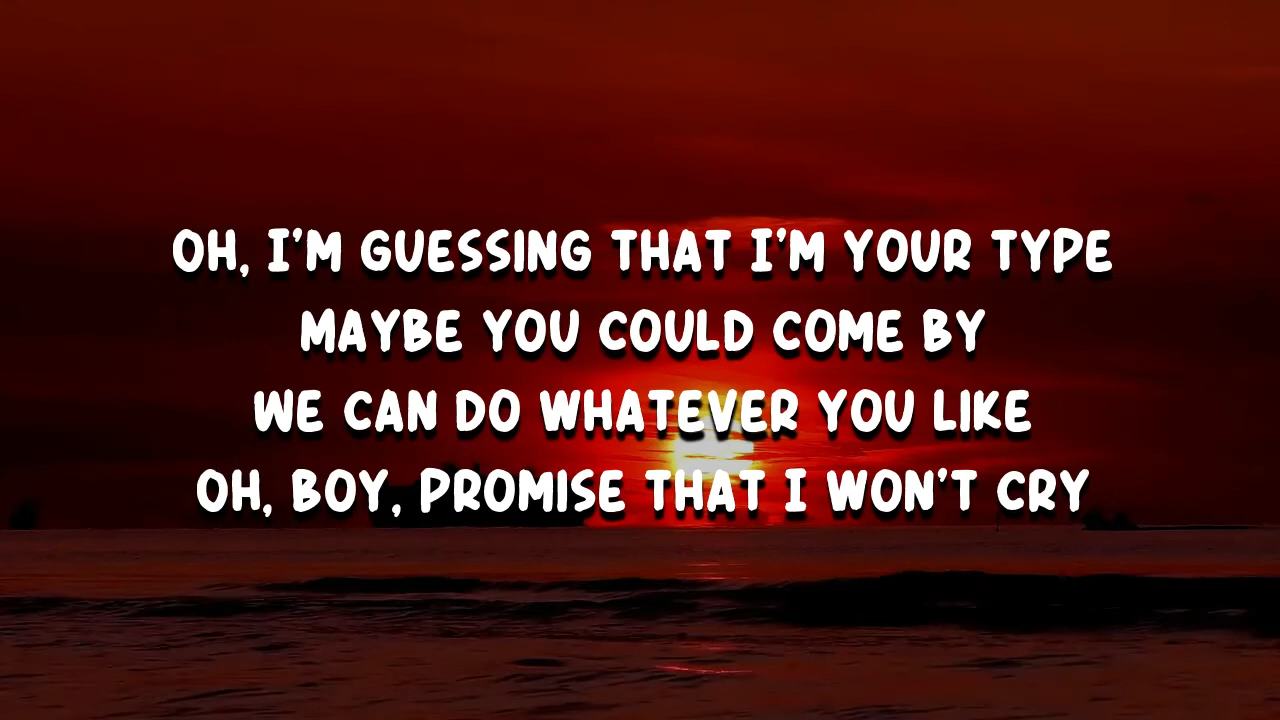 OH, I'M GUESSING THAT I'M YOUR TYPE
MAYBE YOU COULD COME BY
WE CAN DO WHATEVER YOU LIKE
OH, BOY, PROMISE THAT I WON'T CRY